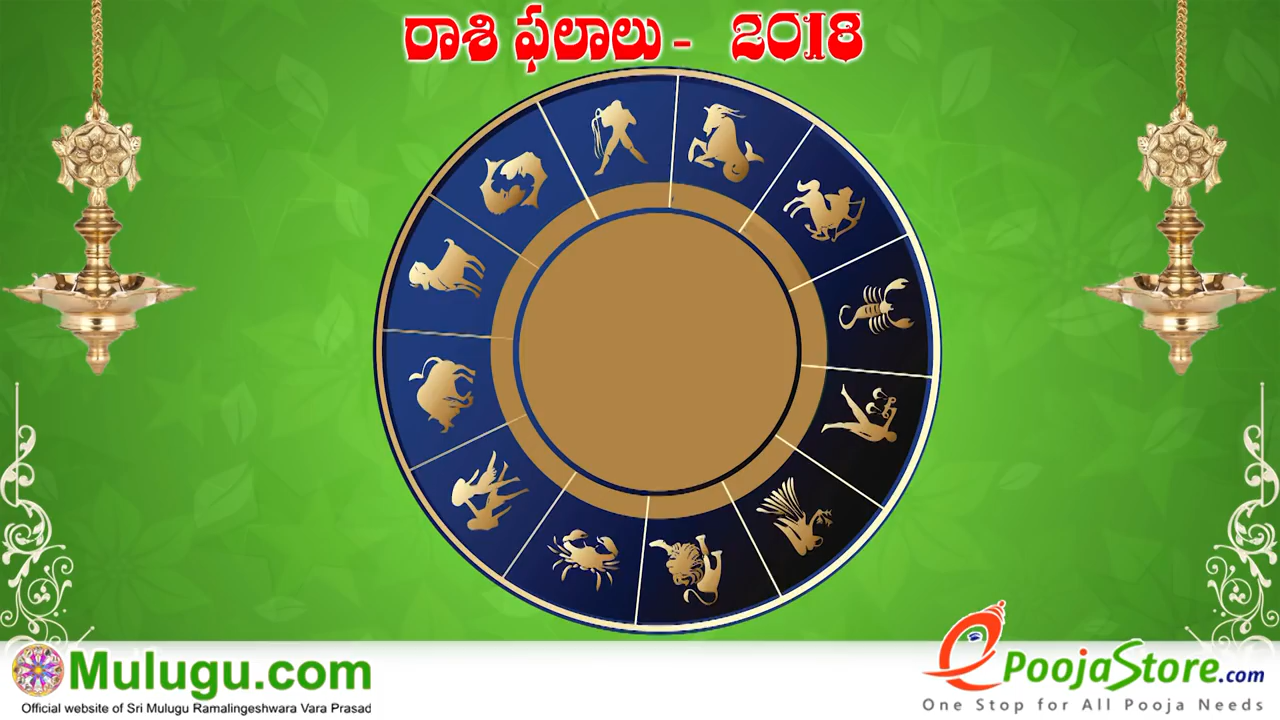 రాశి ఫలాలు - 2018
Mulugu.com
Official website of Sri Mulugu Ramalingeshwara Vara Prasad
ePoojaStore.com
One Stop for All Pooja Needs